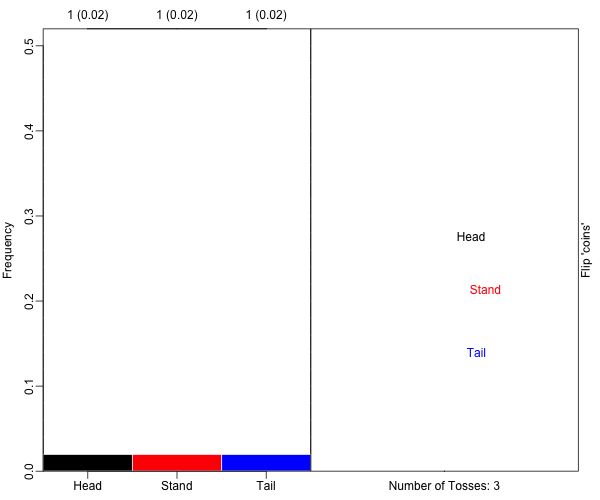 1 (0.02) 1 (0.02) 1 (0.02)
0.5
0.4
0.3
0.2
0.1
0.0
Frequency
Head Stand Tail
Head
Stand
Tail
Flip 'coins'
Number of Tosses: 3